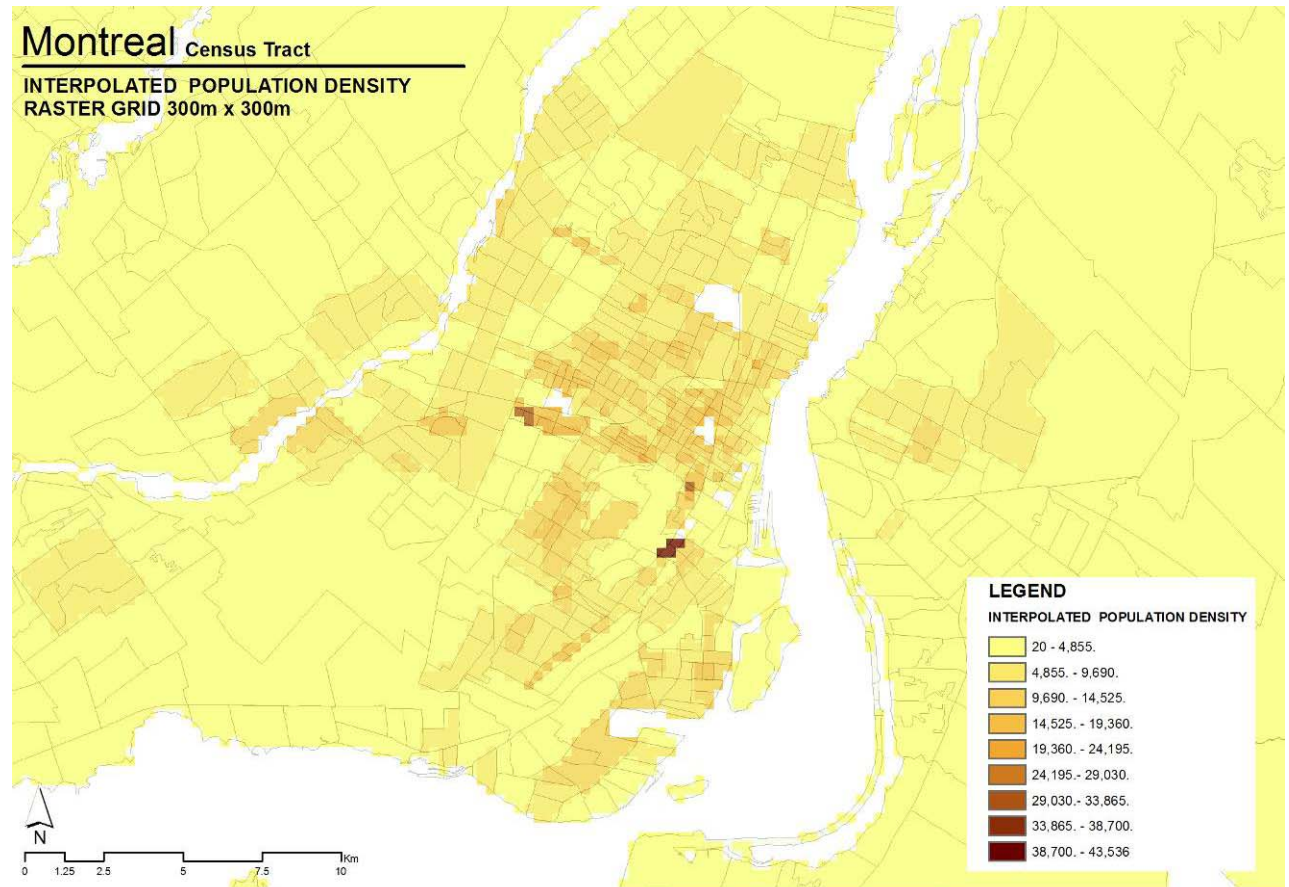 Montreal Census Tract
INTERPOLATED POPULATION DENSITY
RASTER GRID 300m x 300m
LEGEND
INTERPOLATED POPULATION DENSITY
20 - 4,855.
4,855. - 9,690.
9,690. - 14,525.
14,525. - 19,360.
19,360. - 24,195.
24,195.- 29,030.
29,030.- 33,865.
33,865. - 38,700.
38,700. - 43,536
N
Km
0 1.25 2.5 5 7.5 10